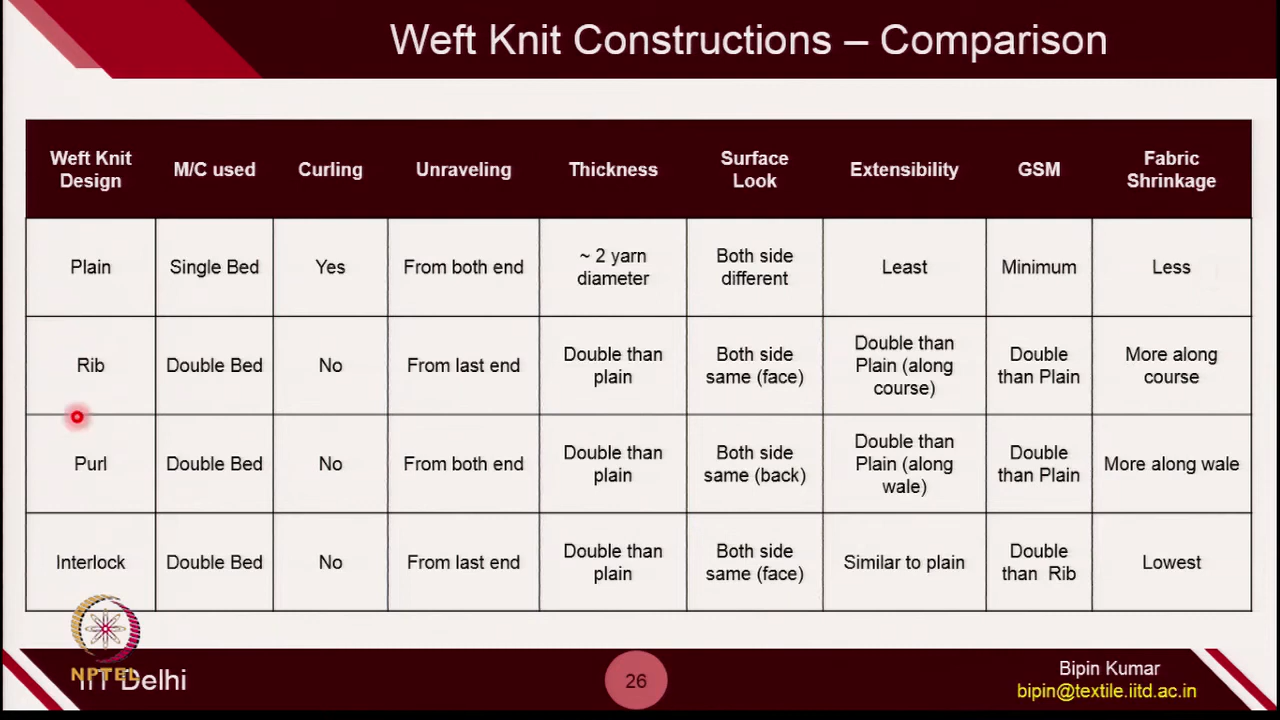 Weft Knit Constructions – Comparison
Weft Knit
Design
M/C used
Curling
Unraveling
Thickness
Surface
Look
Extensibility
GSM
Fabric
Shrinkage
Plain
Single Bed
Yes
From both end
~ 2 yarn
diameter
Both side
different
Least
Minimum
Less
Rib
Double Bed
No
From last end
Double than
plain
Both side
same (face)
Double than
Plain (along
course)
Double
than Plain
More along
course
Purl
Double Bed
No
From both end
Double than
plain
Both side
same (back)
Double than
Plain (along
wale)
Double
than Plain
More along wale
Interlock
Double Bed
No
From last end
Double than
plain
Both side
same (face)
Similar to plain
Double
than Rib
Lowest
NPTEL
IIT Delhi
26
Bipin Kumar
bipin@textile.iitd.ac.in